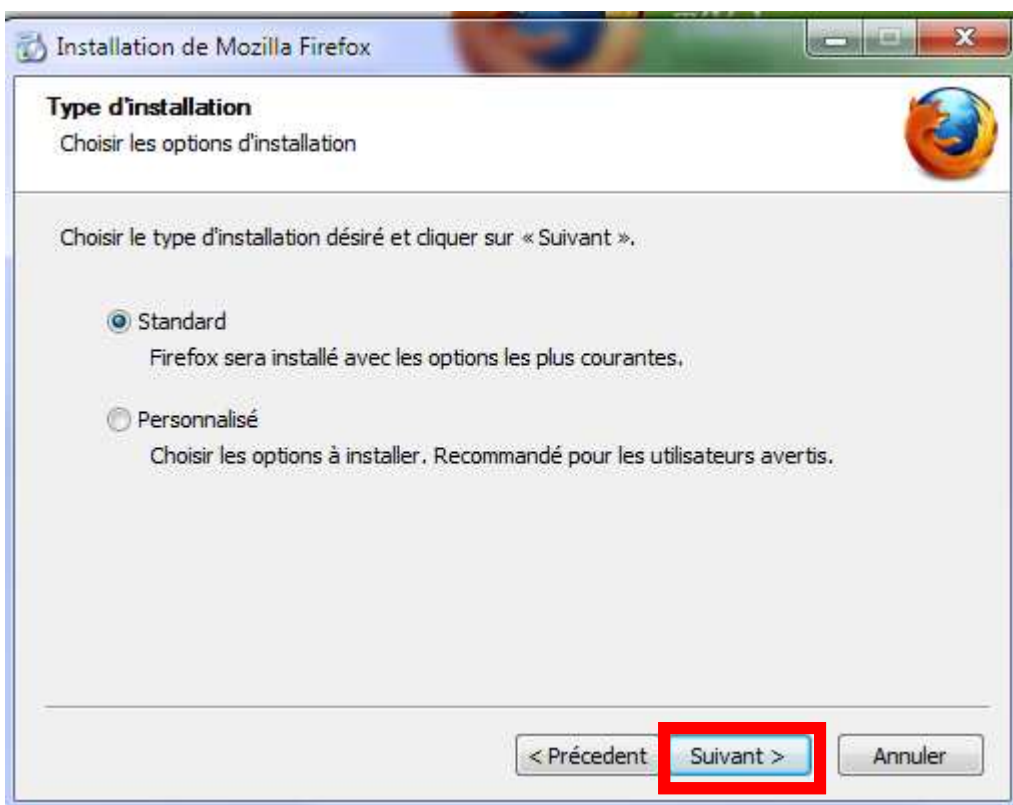 Installation de Mozilla Firefox
Type d'installation
Choisir les options d'installation
Choisir le type d'installation désiré et cliquer sur « Suivant ».
Standard
Firefox sera installé avec les options les plus courantes.
Personnalisé
Choisir les options à installer. Recommandé pour les utilisateurs avertis.
< Précedent Suivant > Annuler